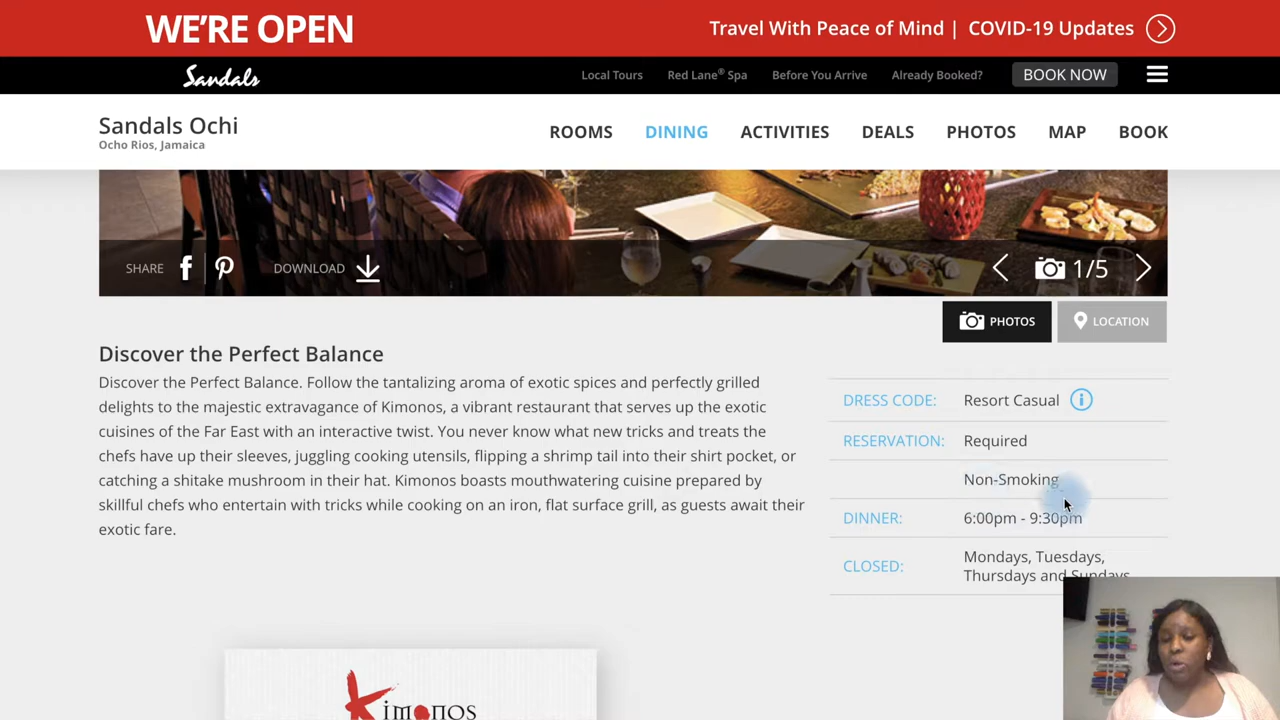 WE'RE OPEN
Travel With Peace of Mind | COVID-19 Updates
Sandals
Local Tours
Red Lane® Spa
Before You Arrive
Already Booked?
BOOK NOW
Sandals Ochi
Ocho Rios, Jamaica
ROOMS
DINING
ACTIVITIES
DEALS
PHOTOS
MAP
BOOK
SHARE
DOWNLOAD
1/5
PHOTOS
LOCATION
Discover the Perfect Balance
Discover the Perfect Balance. Follow the tantalizing aroma of exotic spices and perfectly grilled
delights to the majestic extravagance of Kimonos, a vibrant restaurant that serves up the exotic
cuisines of the Far East with an interactive twist. You never know what new tricks and treats the
chefs have up their sleeves, juggling cooking utensils, flipping a shrimp tail into their shirt pocket, or
catching a shitake mushroom in their hat. Kimonos boasts mouthwatering cuisine prepared by
skillful chefs who entertain with tricks while cooking on an iron, flat surface grill, as guests await their
exotic fare.
DRESS CODE: Resort Casual
RESERVATION: Required
Non-Smoking
DINNER: 6:00pm - 9:30pm
CLOSED: Mondays, Tuesdays,
Thursdays and Sundays
Kimonos